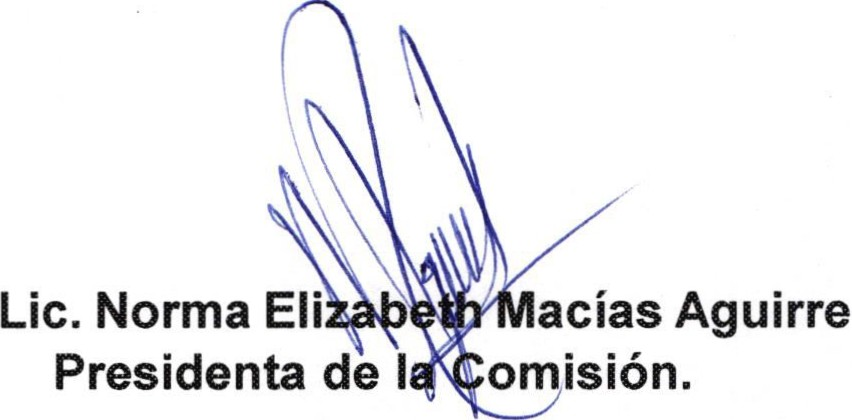 Lic. Norma Elizabeth Macías Aguirre
Presidenta de la Comisión.